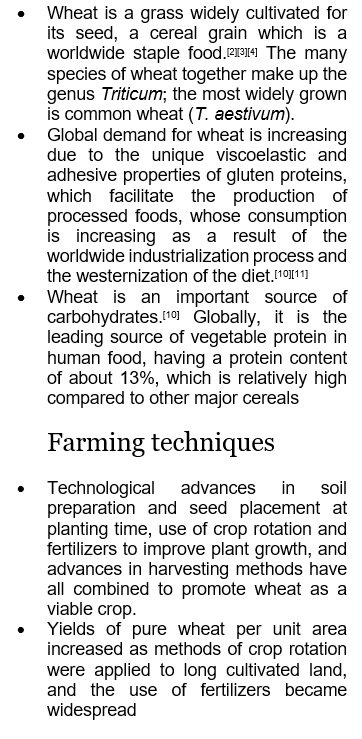 • Wheat is a grass widely cultivated for
its seed, a cereal grain which is a
worldwide staple food.[2][3][4] The many
species of wheat together make up the
genus Triticum; the most widely grown
is common wheat (T. aestivum).
• Global demand for wheat is increasing
due to the unique viscoelastic and
adhesive properties of gluten proteins,
which facilitate the production of
processed foods, whose consumption
is increasing as a result of the
worldwide industrialization process and
the westernization of the diet.[10][11]
• Wheat is an important source of
carbohydrates.[10] Globally, it is the
leading source of vegetable protein in
human food, having a protein content
of about 13%, which is relatively high
compared to other major cereals
Farming techniques
• Technological advances in soil
preparation and seed placement at
planting time, use of crop rotation and
fertilizers to improve plant growth, and
advances in harvesting methods have
all combined to promote wheat as a
viable crop.
• Yields of pure wheat per unit area
increased as methods of crop rotation
were applied to long cultivated land,
and the use of fertilizers became
widespread